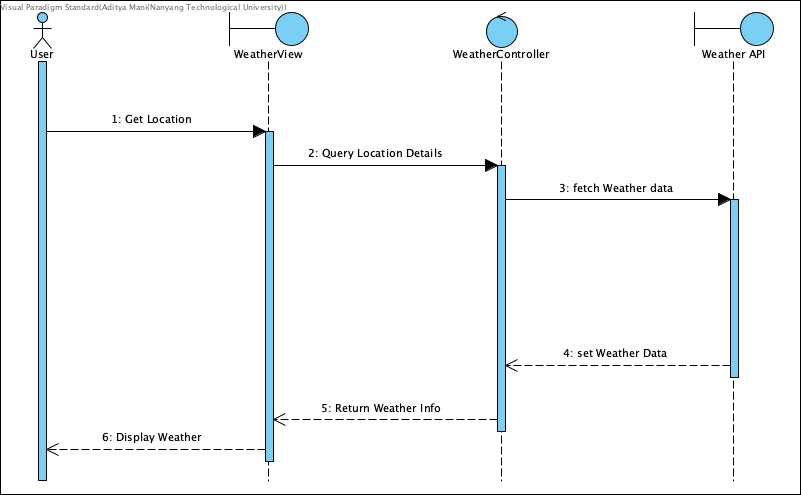 Visual Paradigm Standard(Aditya Mani(Nanyang Technological University))
User
WeatherView
WeatherController
Weather API
1: Get Location
2: Query Location Details
3: fetch Weather data
4: set Weather Data
5: Return Weather Info
6: Display Weather